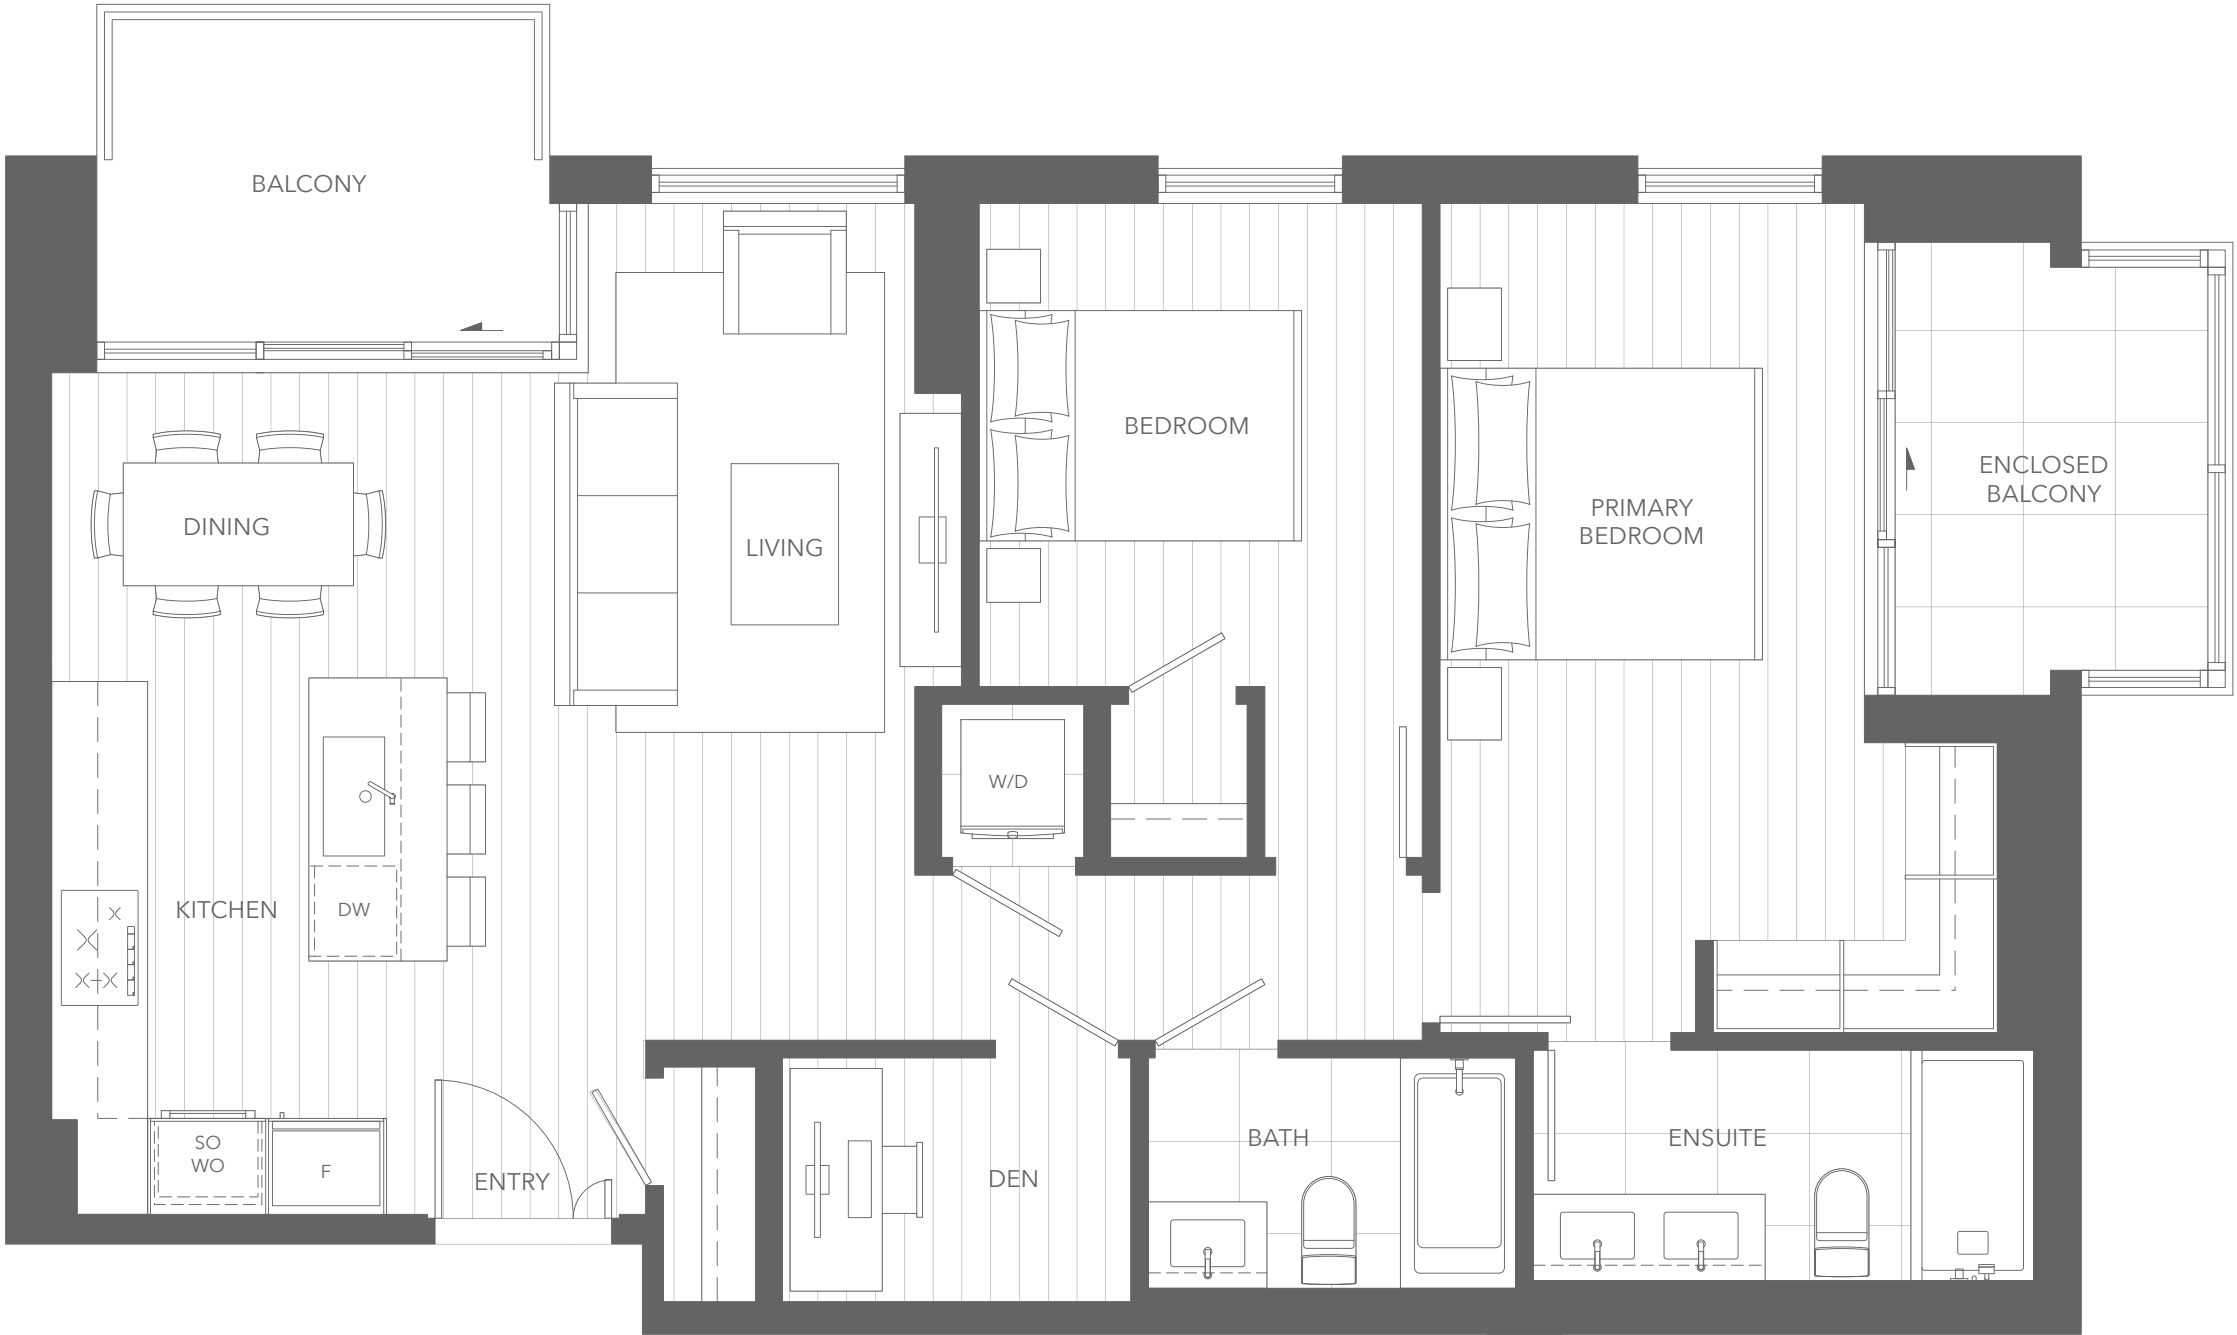 BALCONY
BEDROOM
ENCLOSED
BALCONY
PRIMARY
BEDROOM
DINING
LIVING
W/D
KITCHEN
DW
SO
WO
F
ENTRY
DEN
BATH
ENSUITE